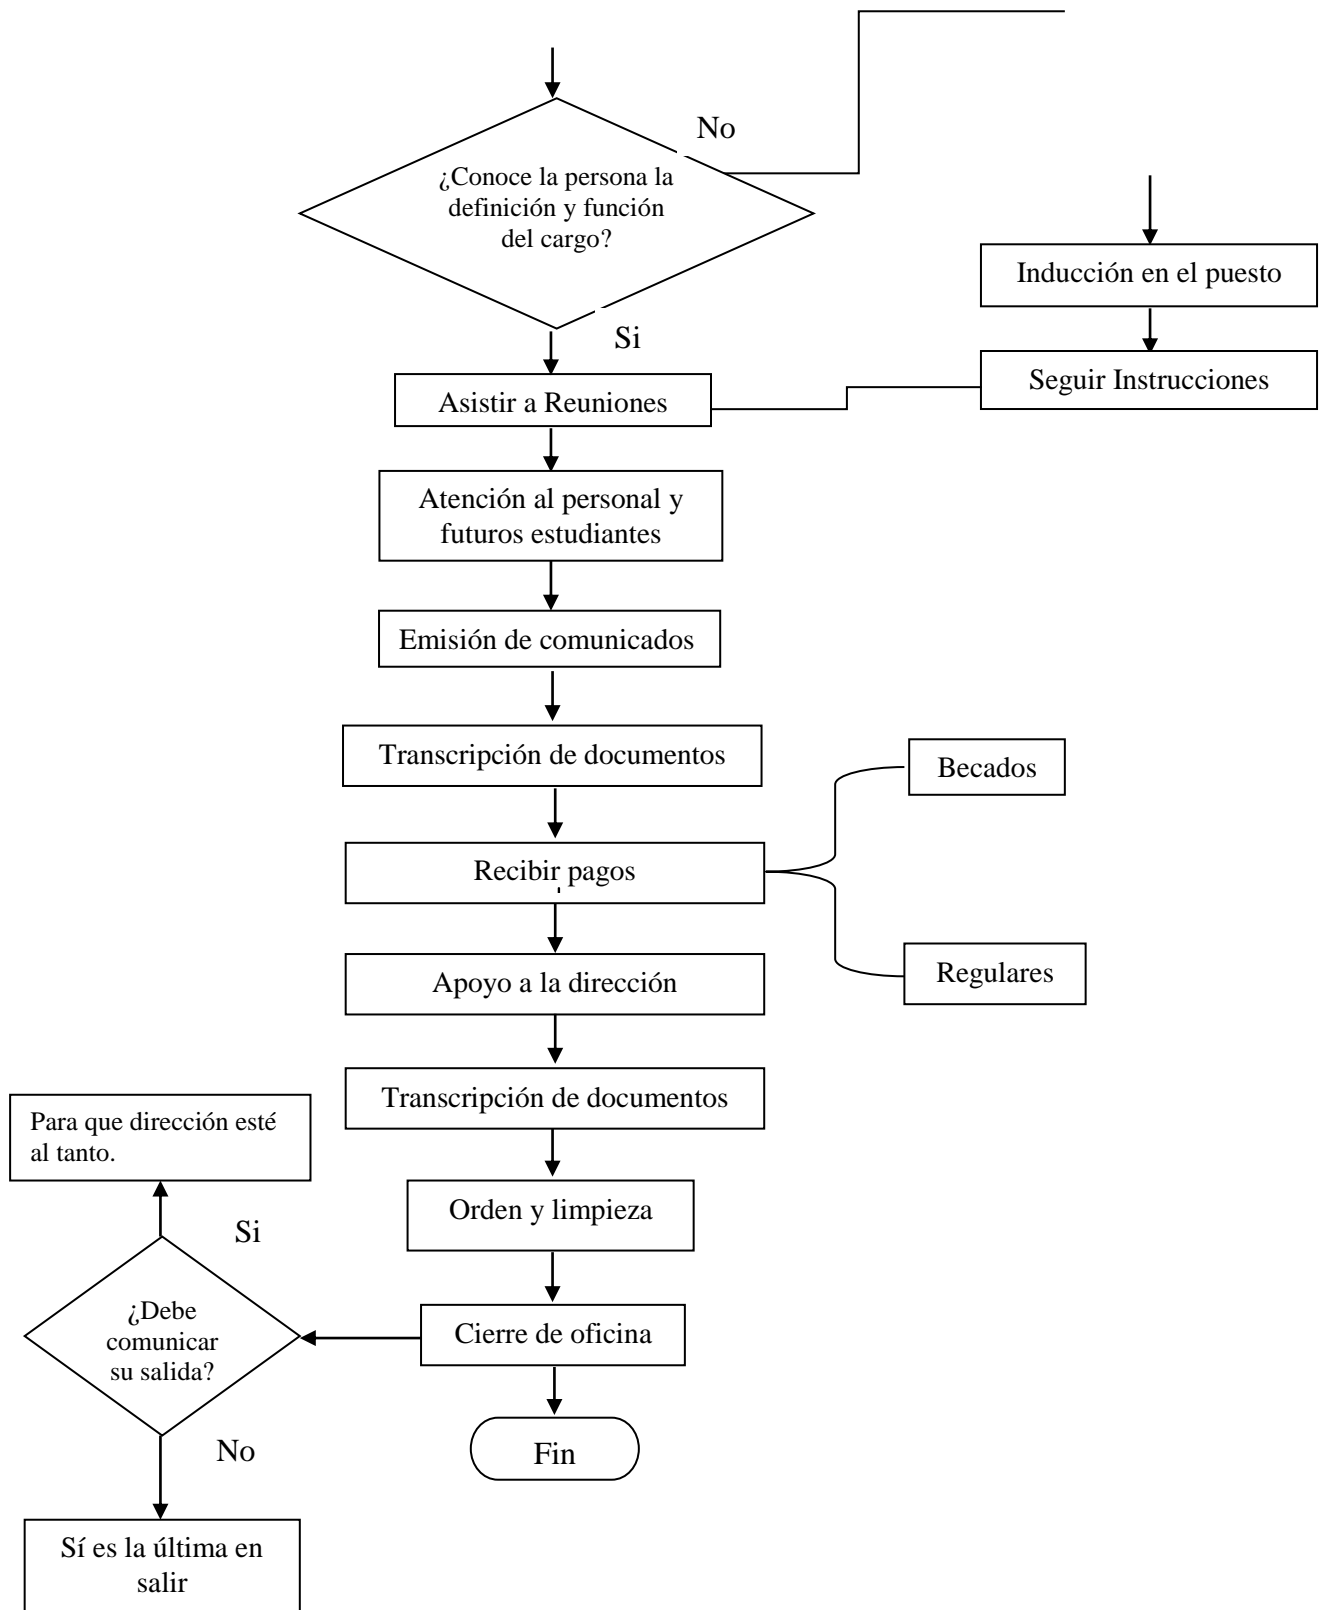 No
¿Conoce la persona la
definición y función
del cargo?
Inducción en el puesto
Si
Seguir Instrucciones
Asistir a Reuniones
Atención al personal y
futuros estudiantes
Emisión de comunicados
Transcripción de documentos
Becados
Recibir pagos
Regulares
Apoyo a la dirección
Transcripción de documentos
Para que dirección esté
al tanto.
Orden y limpieza
Si
¿Debe
comunicar
su salida?
Cierre de oficina
No
Fin
Sí es la última en
salir